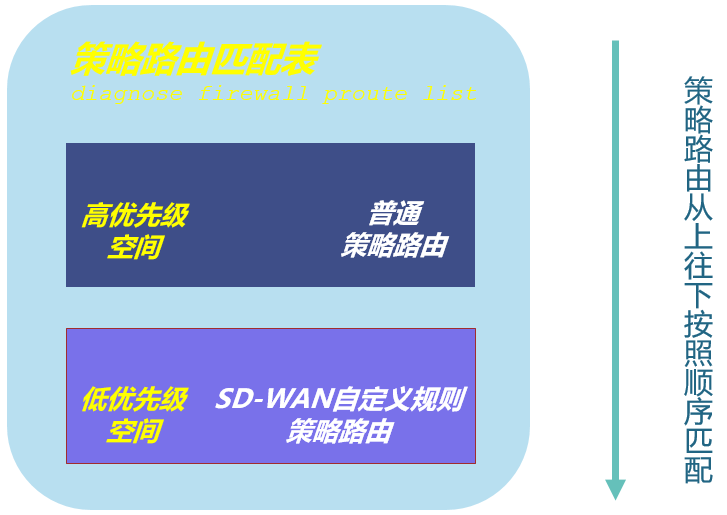 策略路由匹配表
diagnose firewall proute list
高优先级
空间
普通
策略路由
低优先级
空间
SD-WAN自定义规则
策略路由
策略路由从上往下按照顺序匹配